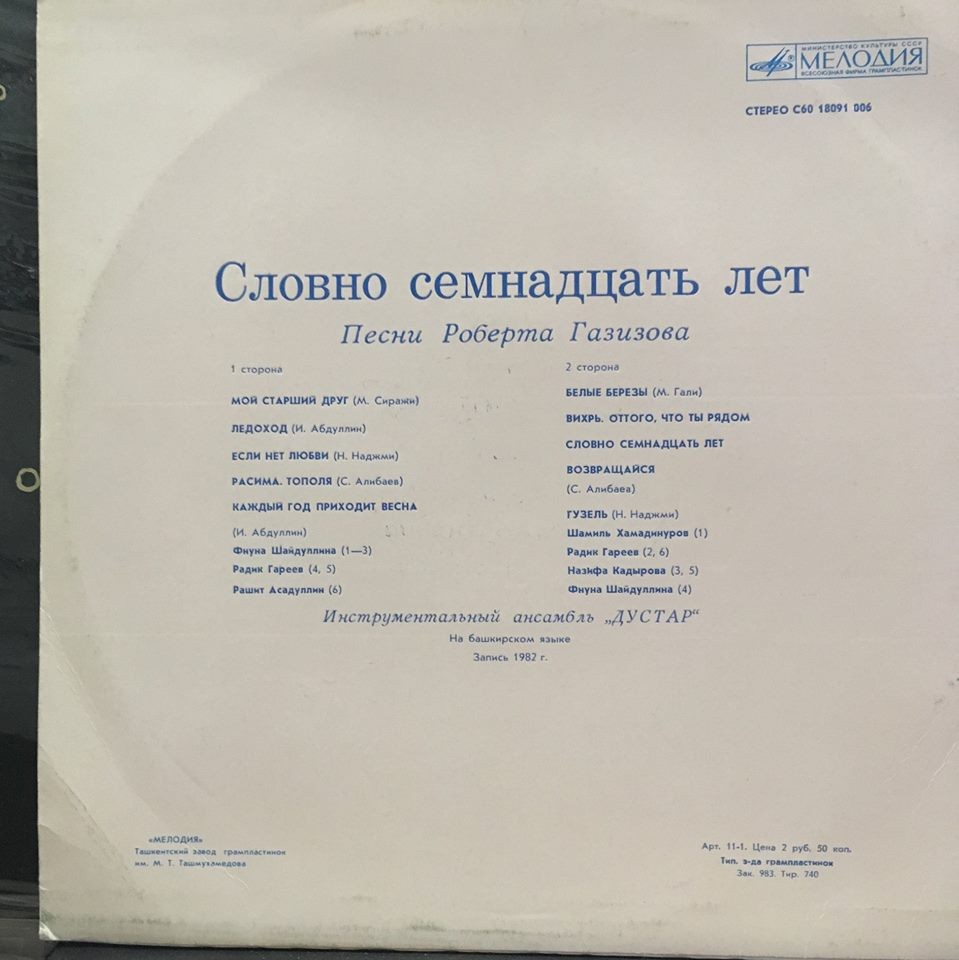 МИНИСТЕРСТВО КУЛЬТУРЫ СССР
МЕЛОДИЯ
ВСЕСОЮЗНАЯ ФИРМА ГРАМПЛАСТИНОК
СТЕРЕО С60 18091 006
Словно семнадцать лет
Песни Роберта Газизова
1 сторона
МОЙ СТАРШИЙ ДРУГ (М. Сиражи)
ЛЕДОХОД (И. Абдуллин)
ЕСЛИ НЕТ ЛЮБВИ (Н. Наджми)
РАСИМА. ТОПОЛЯ (С. Алибаев)
КАЖДЫЙ ГОД ПРИХОДИТ ВЕСНА
(И. Абдуллин)
Фнуна Шайдуллина (1—3)
Радик Гареев (4, 5)
Рашит Асадуллин (6)
2 сторона
БЕЛЫЕ БЕРЕЗЫ (М. Гали)
ВИХРЬ. ОТТОГО, ЧТО ТЫ РЯДОМ
СЛОВНО СЕМНАДЦАТЬ ЛЕТ
ВОЗВРАЩАЙСЯ
(С. Алибаев)
ГУЗЕЛЬ (Н. Наджми)
Шамиль Хамадинуров (1)
Радик Гареев (2, 6)
Назифа Кадырова (3, 5)
Фнуна Шайдуллина (4)
Инструментальный ансамбль „ДУСТАР“
На башкирском языке
Запись 1982 г.
«МЕЛОДИЯ»
Ташкентский завод грампластинок
им. М. Т. Ташмухамедова
Арт. 11-1. Цена 2 руб. 50 коп.
Тип. з-да грампластинок
Зак. 983. Тир. 740